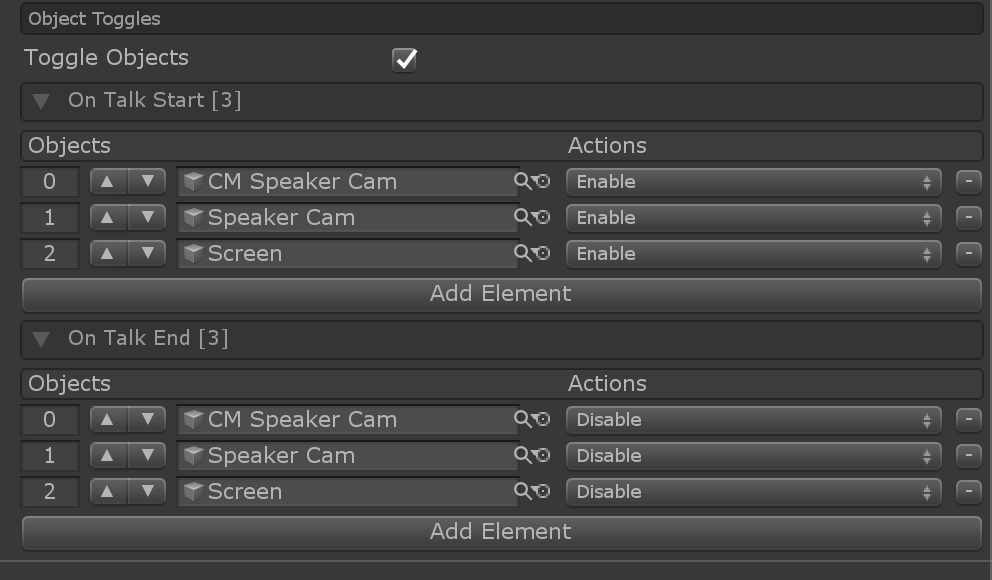 Object Toggles
Toggle Objects
On Talk Start [3]
Objects Actions
0 CM Speaker Cam Enable -
1 Speaker Cam Enable -
2 Screen Enable -
Add Element
On Talk End [3]
Objects Actions
0 CM Speaker Cam Disable -
1 Speaker Cam Disable -
2 Screen Disable -
Add Element